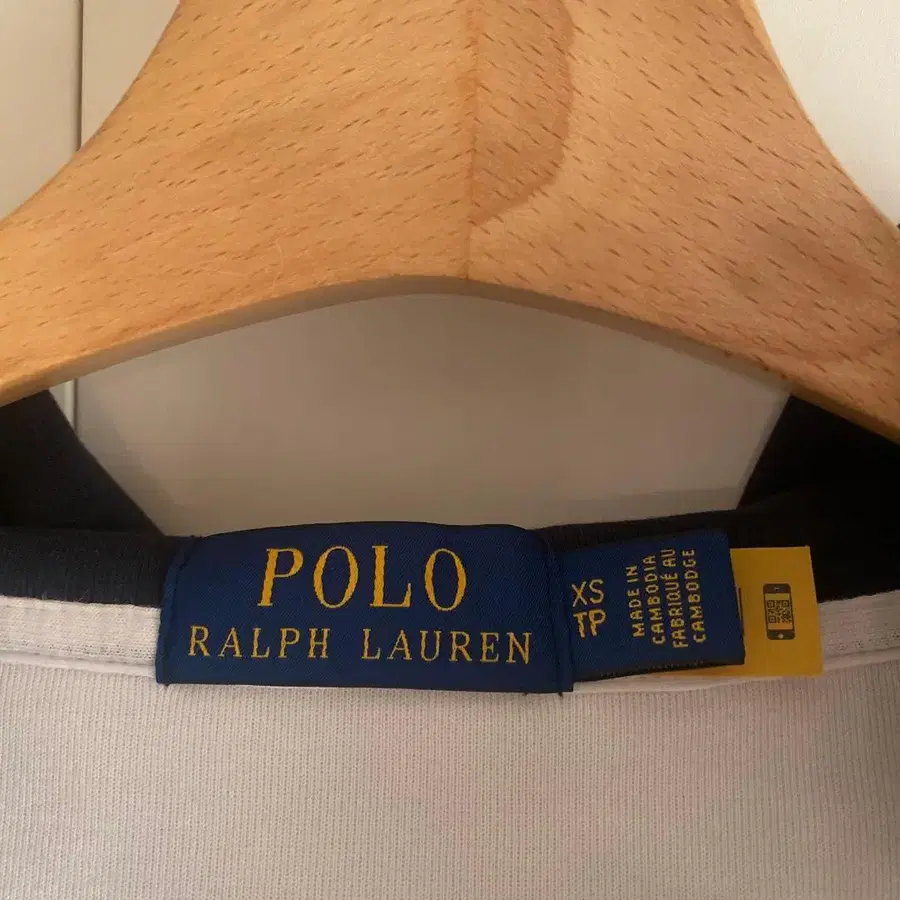 POLO
RALPH LAUREN
XS
TP
MADE IN
CAMBODIA
FABRIQUÉ AU
CAMBODGE